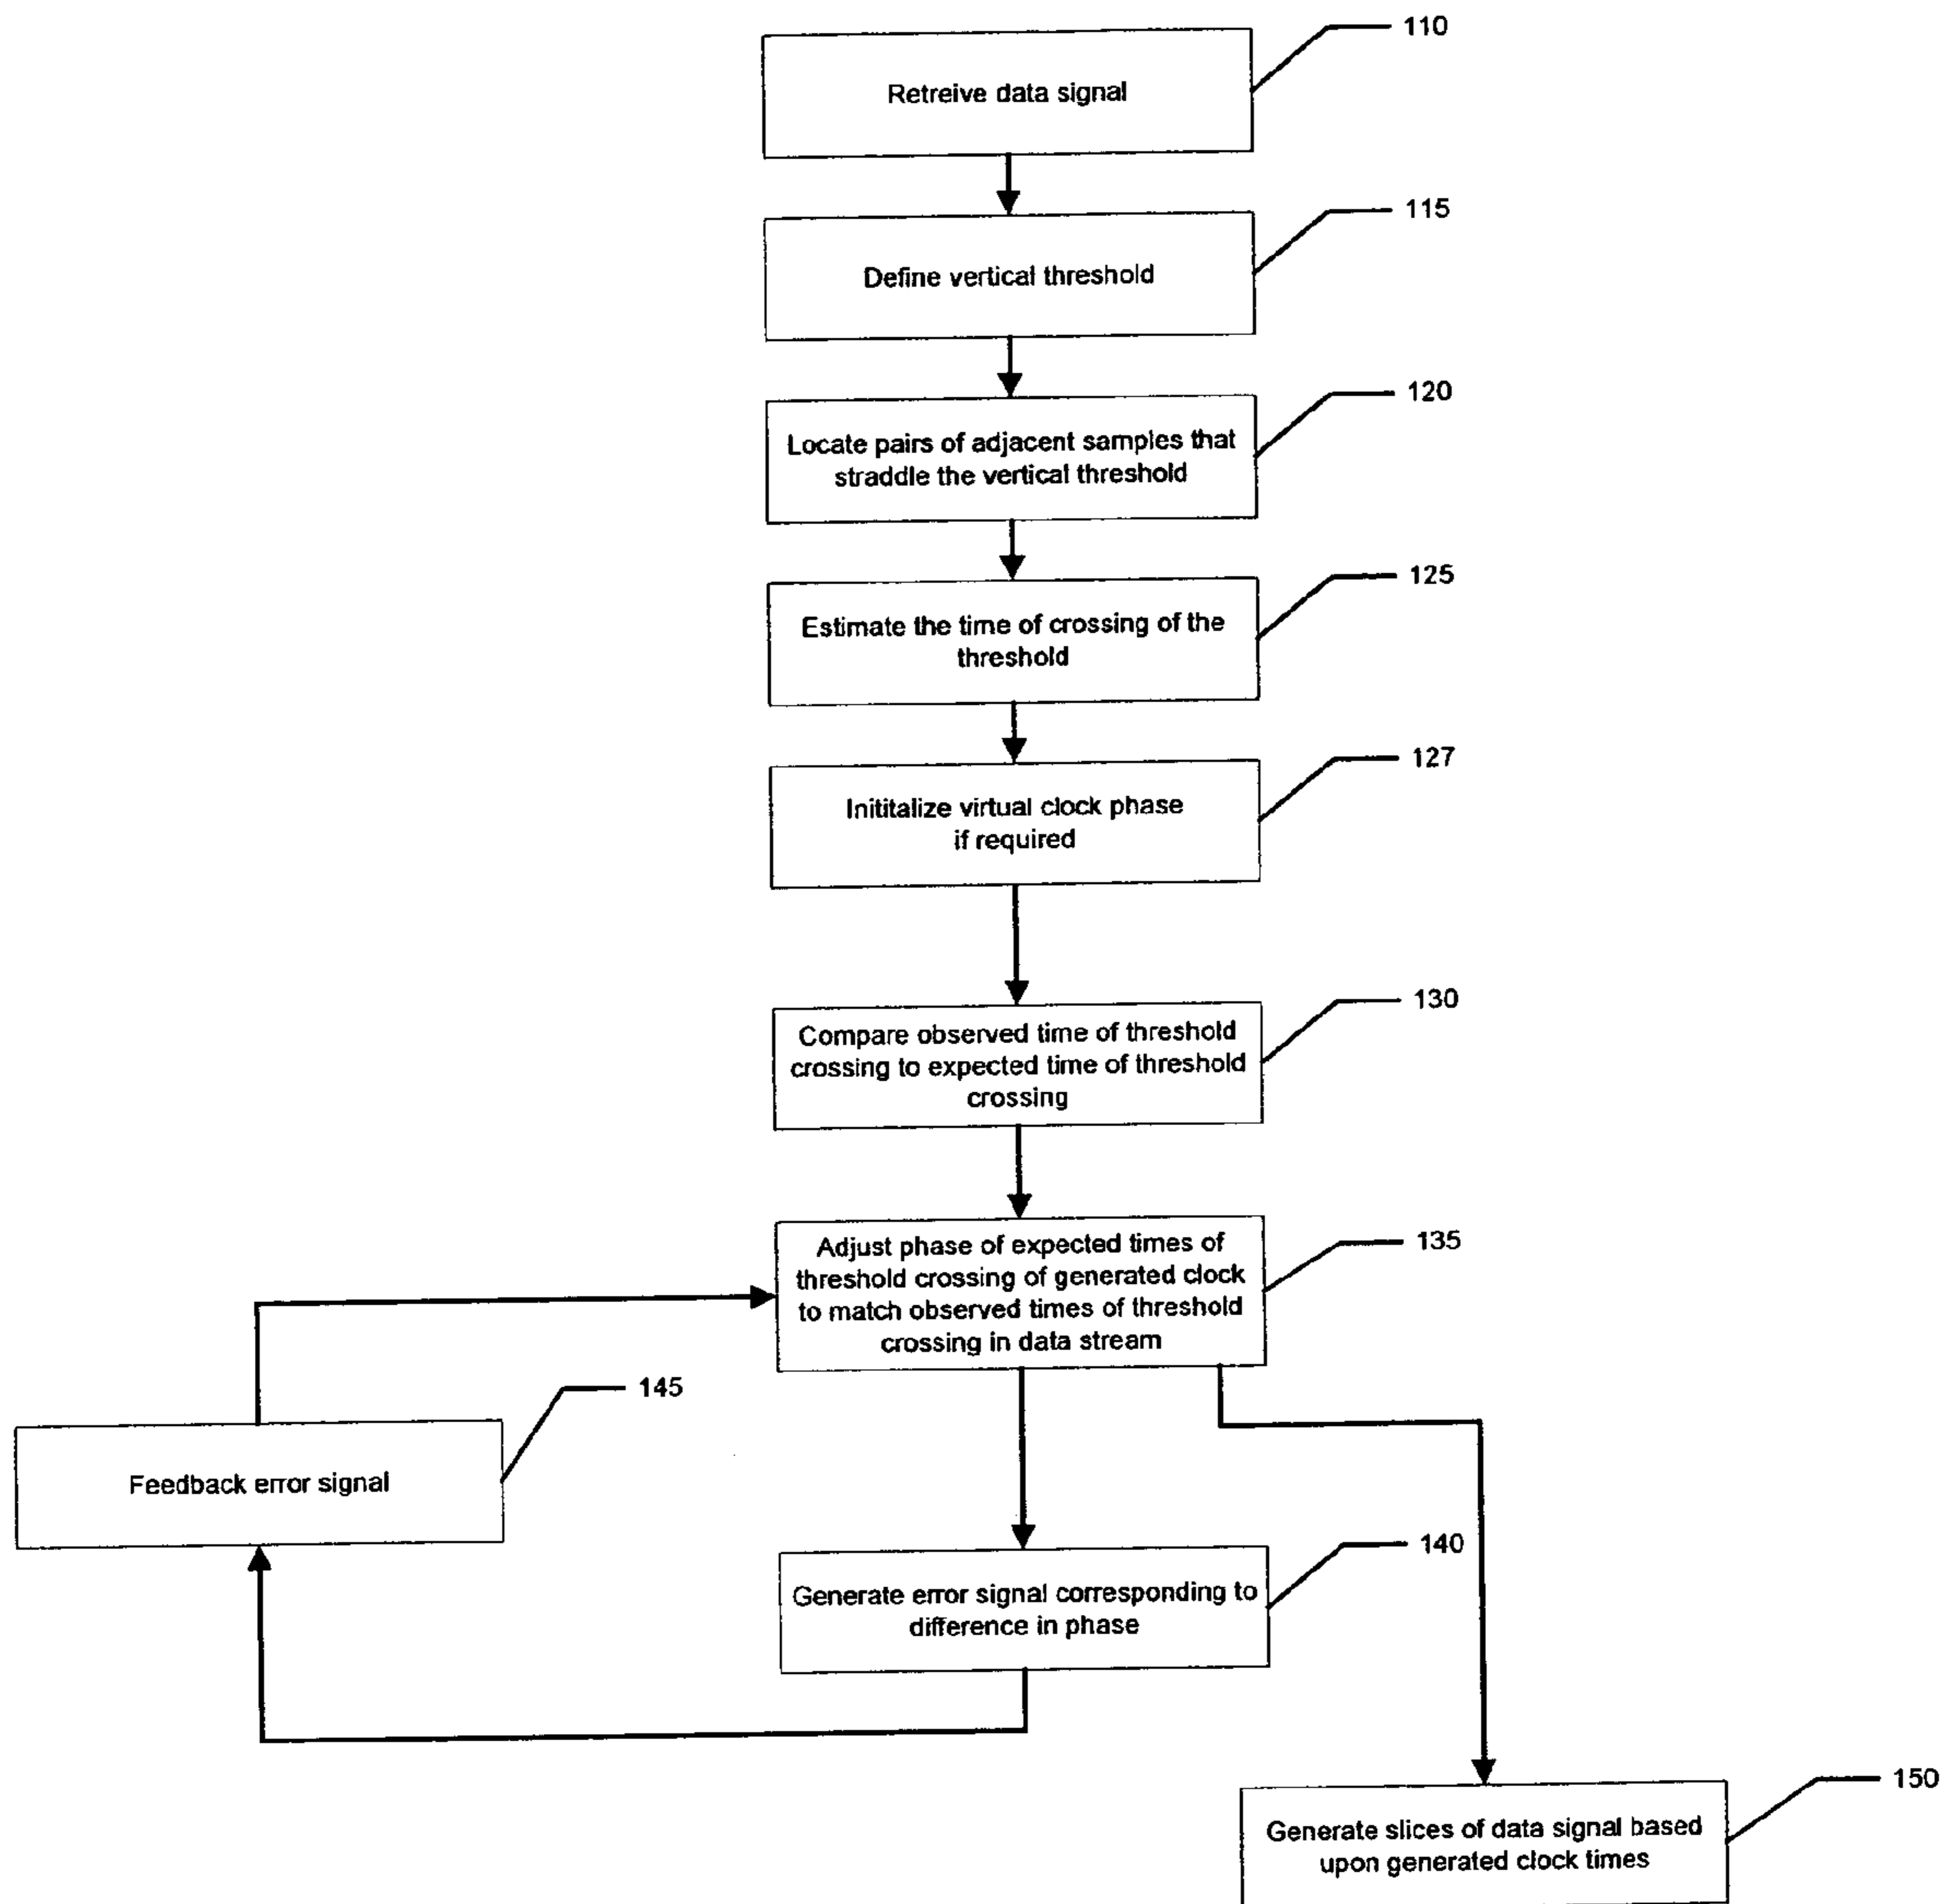 110
Retreive data signal
115
Define vertical threshold
120
Locate pairs of adjacent samples that
straddle the vertical threshold
125
Estimate the time of crossing of the
threshold
127
Inititalize virtual clock phase
if required
130
Compare observed time of threshold
crossing to expected time of threshold
crossing
135
Adjust phase of expected times of
threshold crossing of generated clock
to match observed times of threshold
crossing in data stream
145
Feedback error signal
140
Generate error signal corresponding to
difference in phase
150
Generate slices of data signal based
upon generated clock times